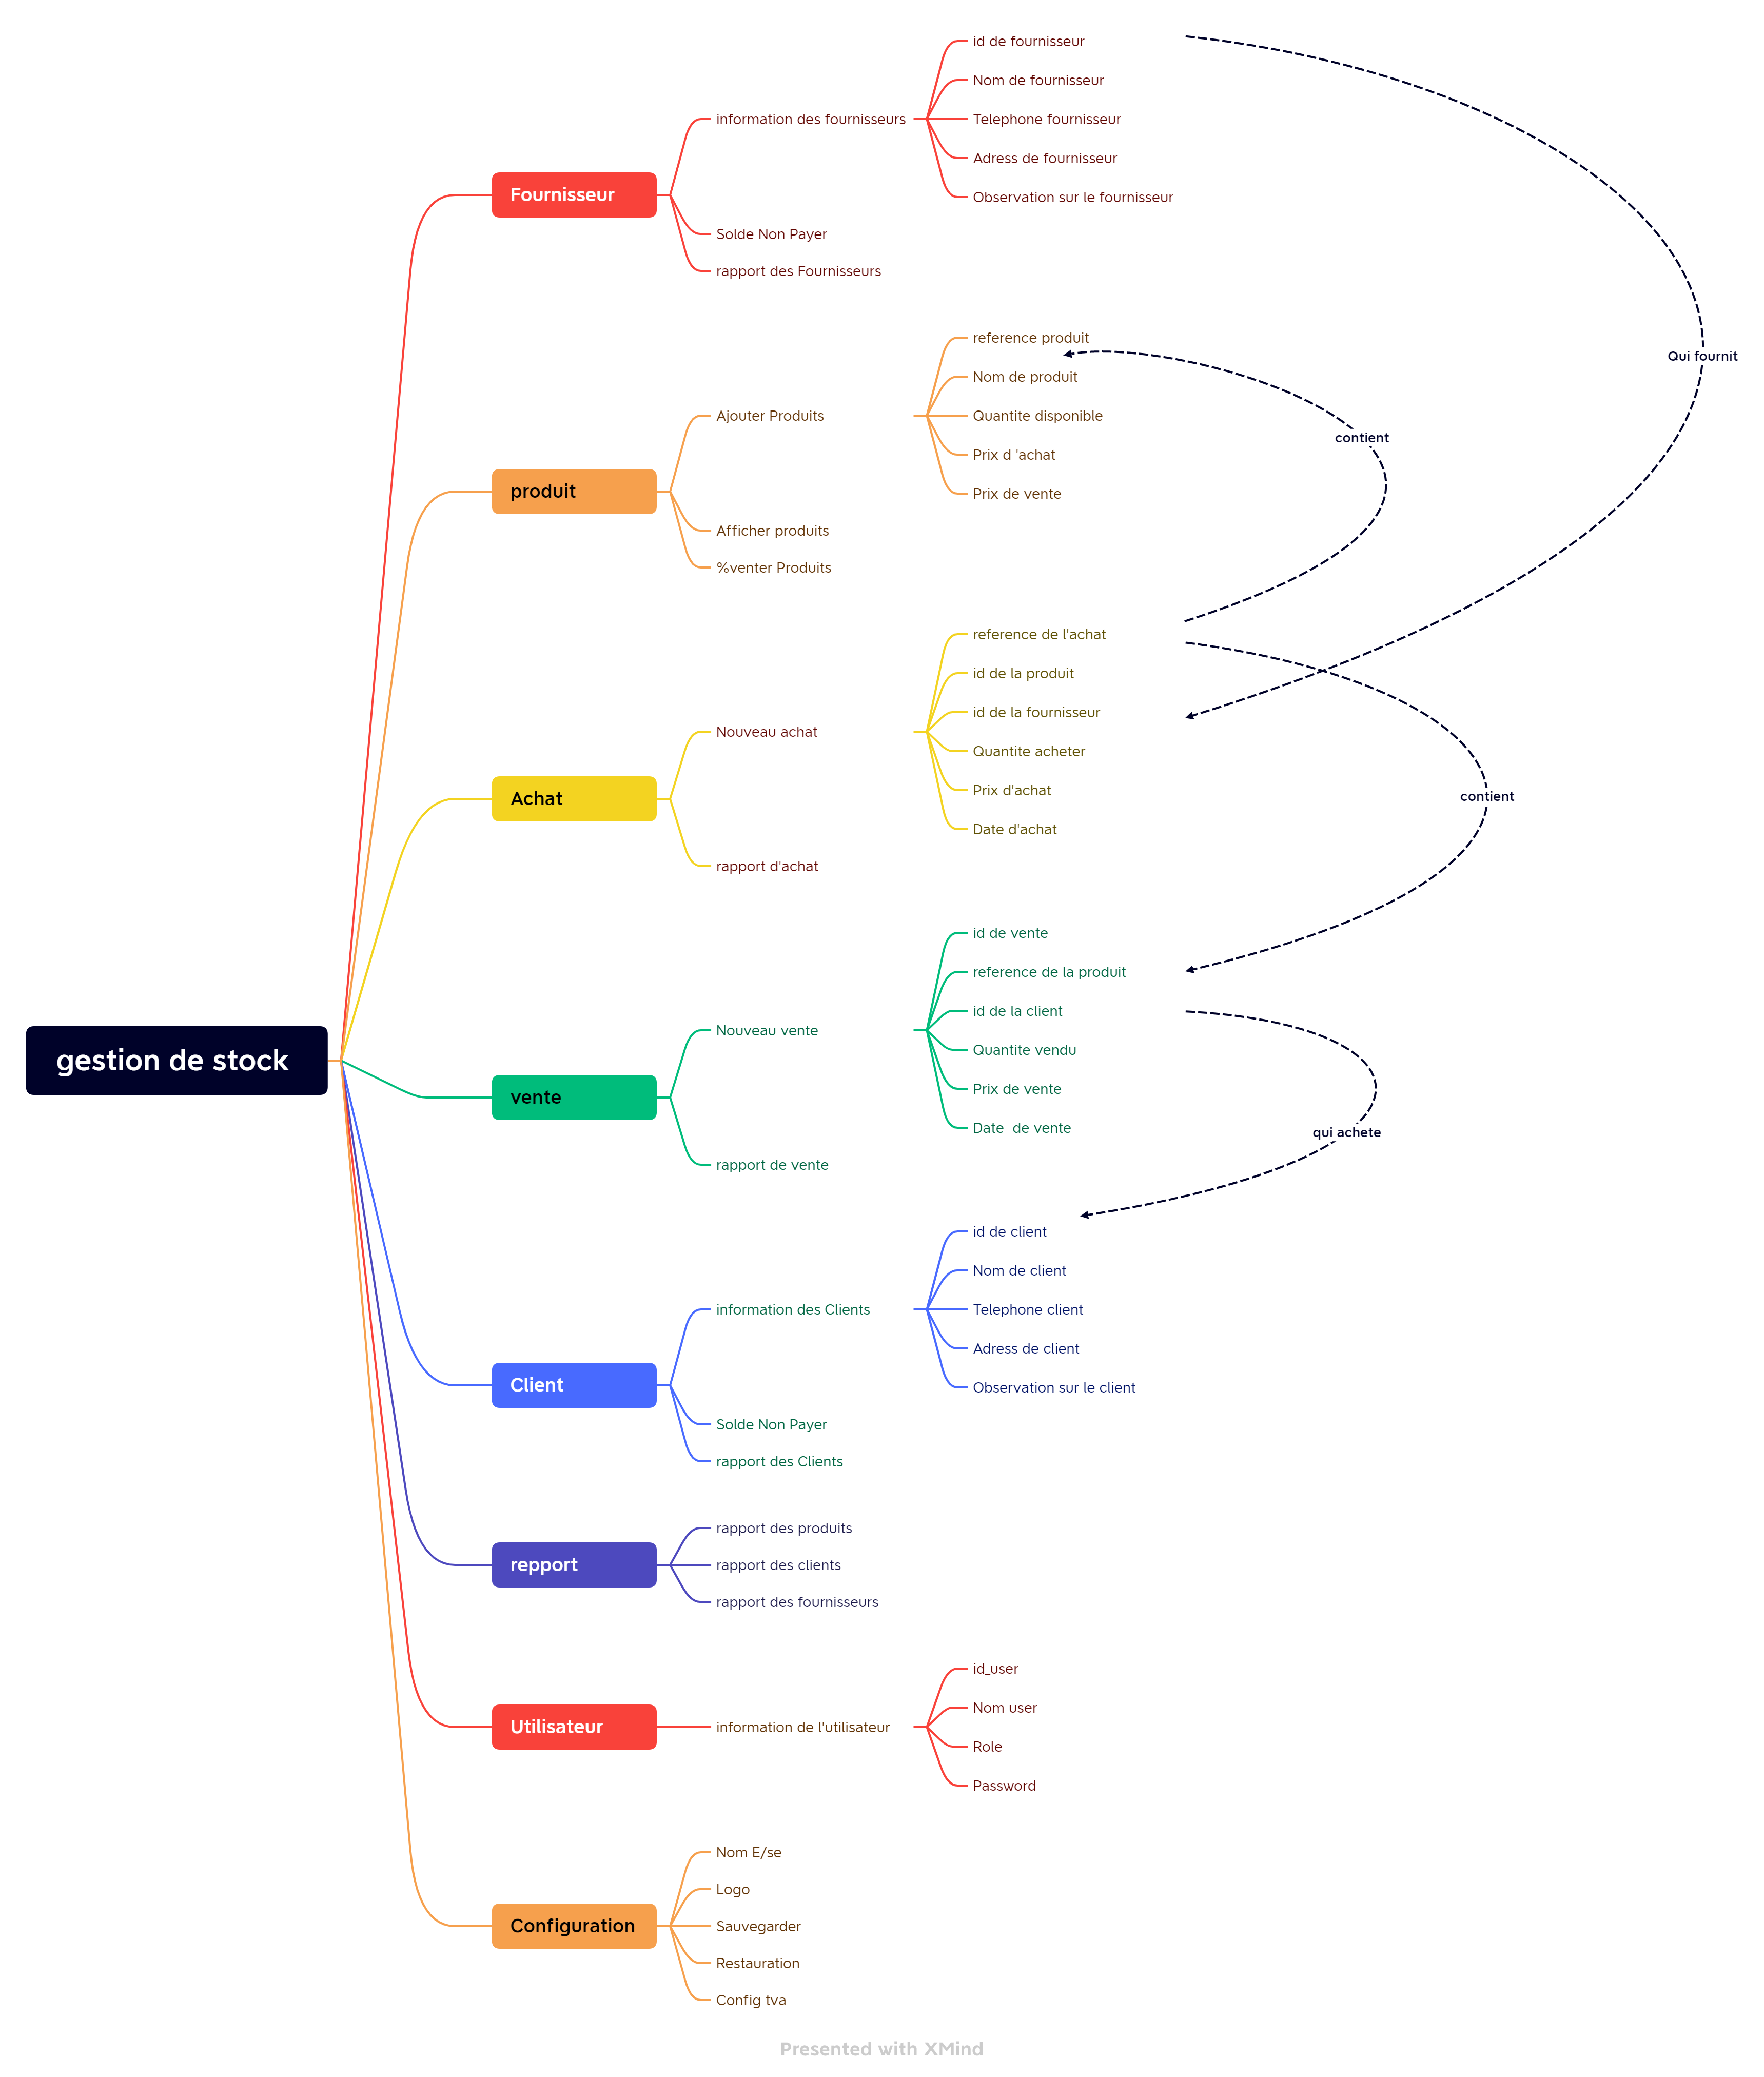 gestion de stock
Fournisseur
information des fournisseurs
id de fournisseur
Nom de fournisseur
Telephone fournisseur
Adress de fournisseur
Observation sur le fournisseur
Solde Non Payer
rapport des Fournisseurs
Qui fournit
produit
Ajouter Produits
reference produit
Nom de produit
Quantite disponible
Prix d 'achat
Prix de vente
Afficher produits
%venter Produits
contient
Achat
Nouveau achat
reference de l'achat
id de la produit
id de la fournisseur
Quantite acheter
Prix d'achat
Date d'achat
rapport d'achat
contient
vente
Nouveau vente
id de vente
reference de la produit
id de la client
Quantite vendu
Prix de vente
Date  de vente
rapport de vente
qui achete
Client
information des Clients
id de client
Nom de client
Telephone client
Adress de client
Observation sur le client
Solde Non Payer
rapport des Clients
repport
rapport des produits
rapport des clients
rapport des fournisseurs
Utilisateur
information de l'utilisateur
id_user
Nom user
Role
Password
Configuration
Nom E/se
Logo
Sauvegarder
Restauration
Config tva
Presented with XMind